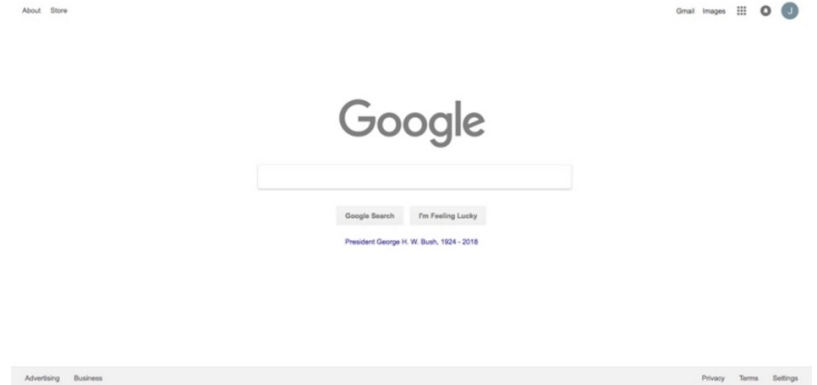 About Store Gmail Images J
Google
Google Search I'm Feeling Lucky
President George H. W. Bush, 1924 - 2018
Advertising Business Privacy Terms Settings